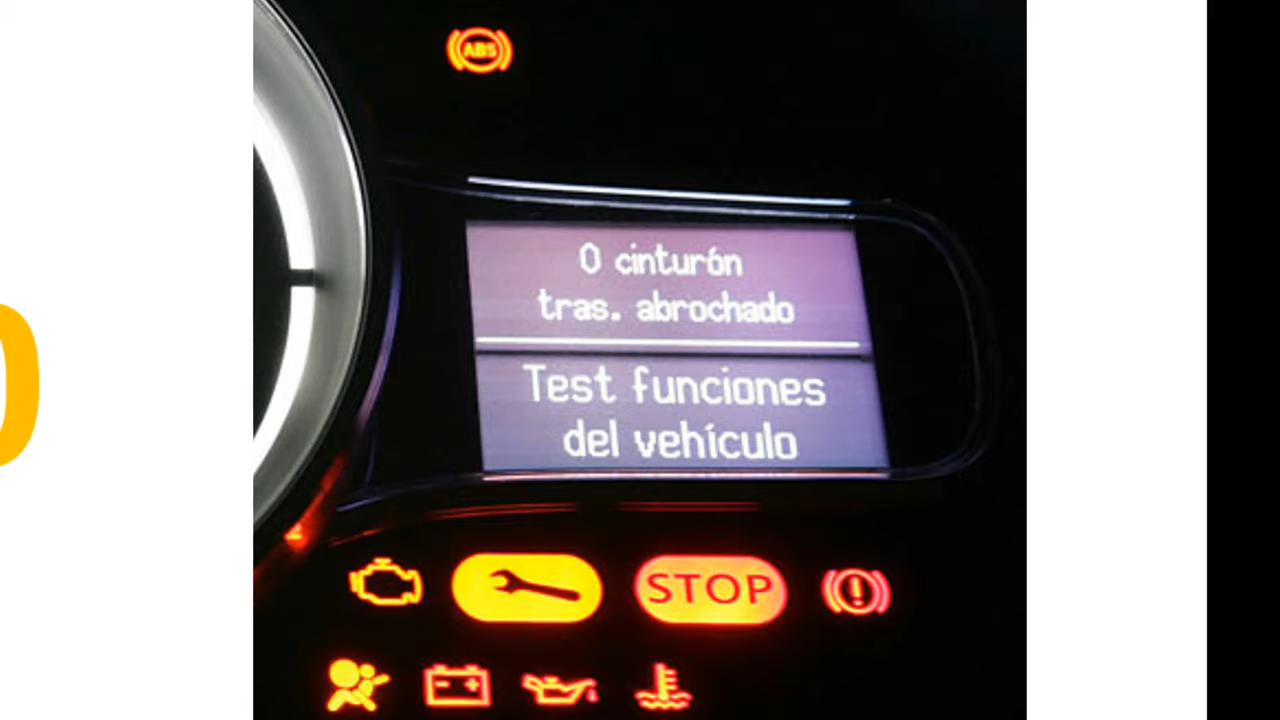 ABS
0 cinturón
tras. abrochado
Test funciones
del vehículo
STOP